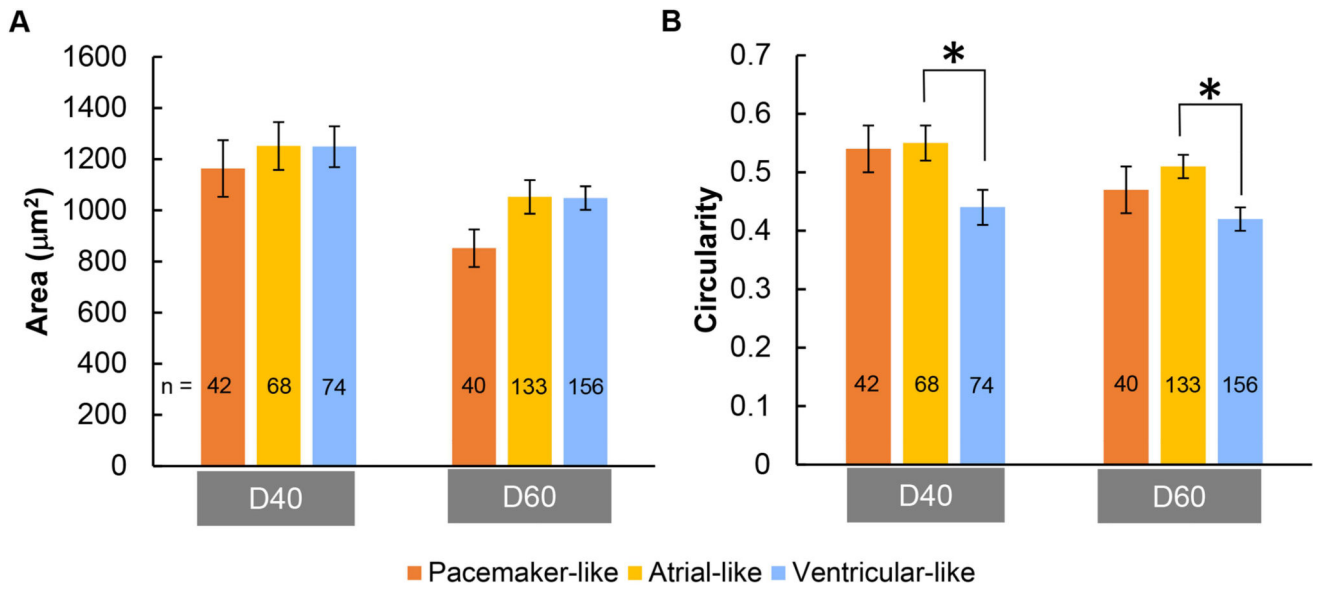 A
Area (μm²)
1600
1400
1200
1000
800
600
400
200
0
n = 42 68 74
40 133 156
D40
D60
B
Circularity
0.7
0.6
0.5
0.4
0.3
0.2
0.1
0
*
*
42 68 74
40 133 156
D40
D60
Pacemaker-like Atrial-like Ventricular-like